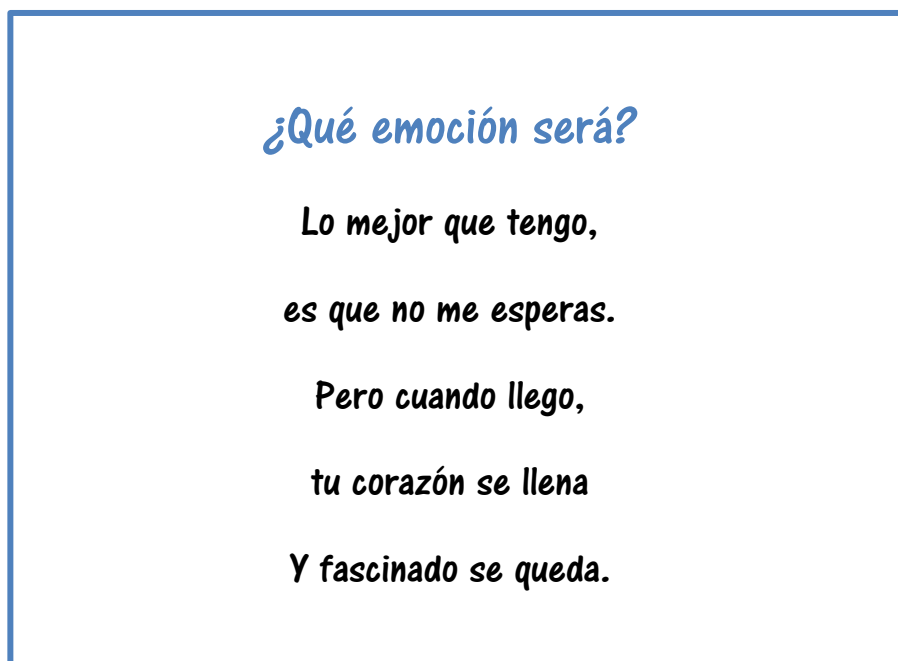 ¿Qué emoción será?
Lo mejor que tengo,
es que no me esperas.
Pero cuando llego,
tu corazón se llena
Y fascinado se queda.